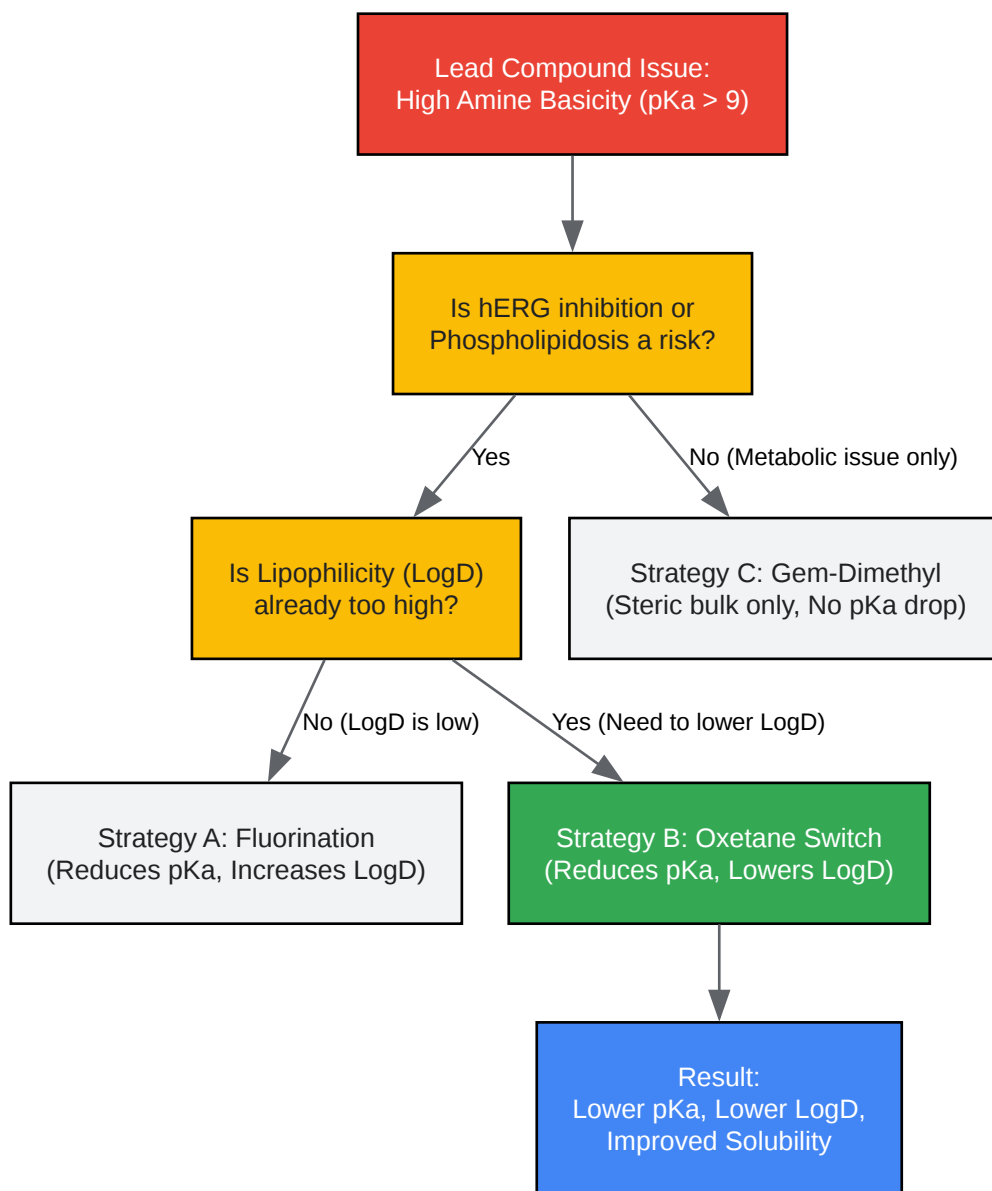 Lead Compound Issue:
High Amine Basicity (pKa > 9)
Is hERG inhibition or
Phospholipidosis a risk?
Yes
No (Metabolic issue only)
Is Lipophilicity (LogD)
already too high?
Strategy C: Gem-Dimethyl
(Steric bulk only, No pKa drop)
No (LogD is low)
Yes (Need to lower LogD)
Strategy A: Fluorination
(Reduces pKa, Increases LogD)
Strategy B: Oxetane Switch
(Reduces pKa, Lowers LogD)
Result:
Lower pKa, Lower LogD,
Improved Solubility